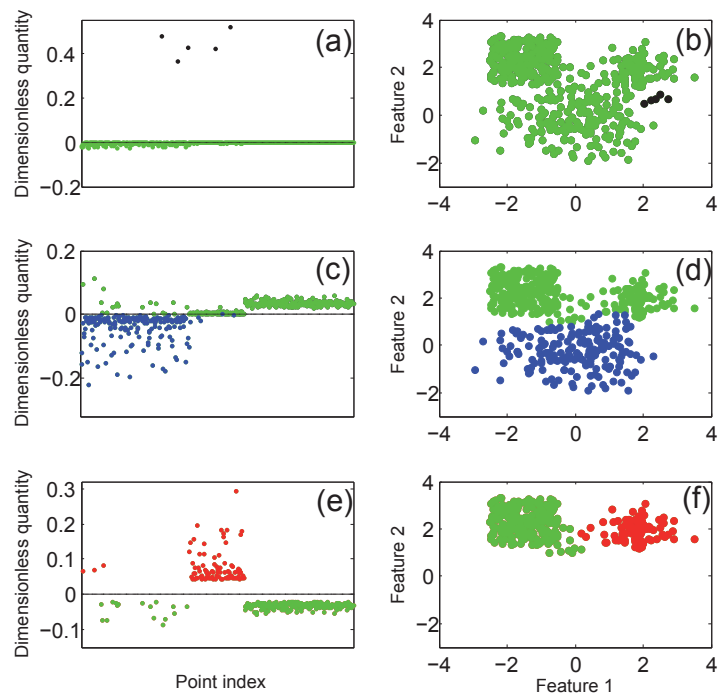 Dimensionless quantity
0.4
0.2
0
−0.2
(a)
Feature 2
4
2
0
−2
−4 −2 0 2 4
(b)
Dimensionless quantity
0.2
0
−0.2
(c)
Feature 2
4
2
0
−2
−4 −2 0 2 4
(d)
Dimensionless quantity
0.3
0.2
0.1
0
−0.1
(e)
Point index
Feature 2
4
2
0
−2
−4 −2 0 2 4
(f)
Feature 1